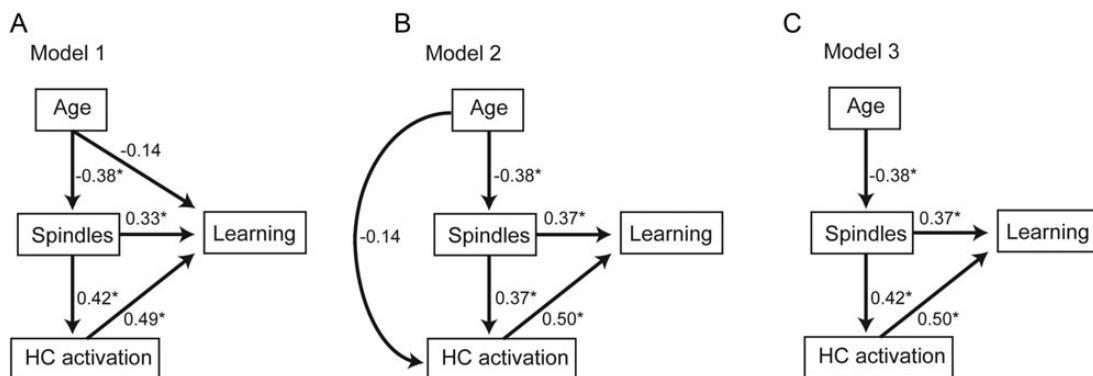 A
Model 1
Age
-0.14
-0.38*
0.33*
Spindles
Learning
0.42*
0.49*
HC activation
B
Model 2
Age
-0.38*
0.37*
Spindles
Learning
-0.14
0.37*
0.50*
HC activation
C
Model 3
Age
-0.38*
0.37*
Spindles
Learning
0.42*
0.50*
HC activation